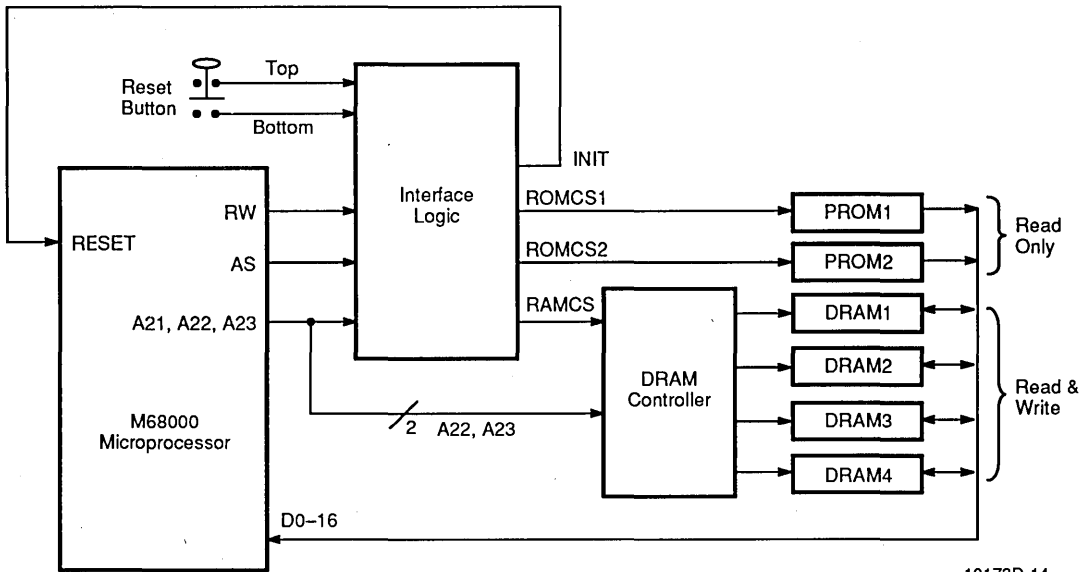 Top
Reset
Button
Bottom
INIT
Interface
Logic
ROMCS1
PROM1
Read
Only
RW
RESET
ROMCS2
PROM2
AS
RAMCS
DRAM1
A21, A22, A23
DRAM2
DRAM
Controller
Read &
Write
M68000
Microprocessor
2 A22, A23
DRAM3
DRAM4
D0–16